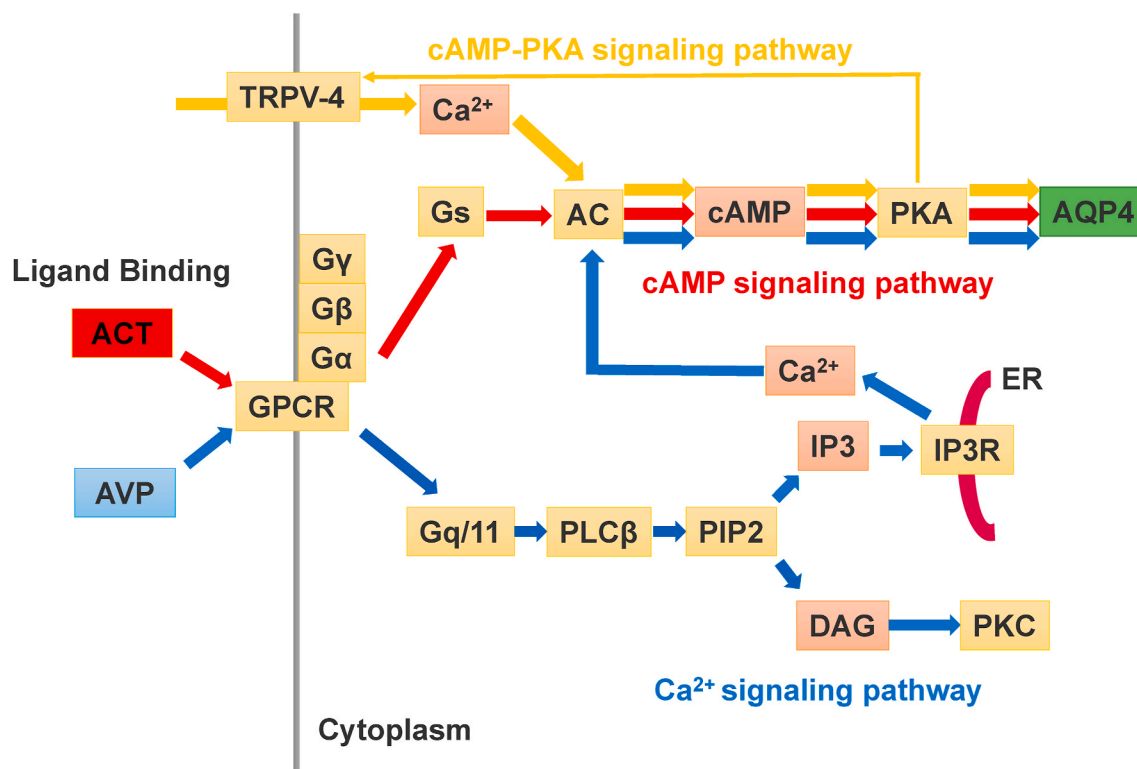 cAMP-PKA signaling pathway
TRPV-4
Ca²⁺
Gs
AC
cAMP
PKA
AQP4
Gγ
Ligand Binding
cAMP signaling pathway
Gβ
ACT
Gα
Ca²⁺
ER
GPCR
IP3
IP3R
AVP
Gq/11
PLCβ
PIP2
DAG
PKC
Ca²⁺ signaling pathway
Cytoplasm